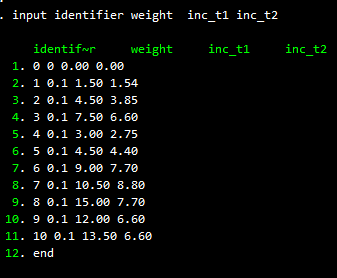 . input identifier weight  inc_t1 inc_t2
identif~r     weight     inc_t1     inc_t2
1. 0 0 0.00 0.00
2. 1 0.1 1.50 1.54
3. 2 0.1 4.50 3.85
4. 3 0.1 7.50 6.60
5. 4 0.1 3.00 2.75
6. 5 0.1 4.50 4.40
7. 6 0.1 9.00 7.70
8. 7 0.1 10.50 8.80
9. 8 0.1 15.00 7.70
10. 9 0.1 12.00 6.60
11. 10 0.1 13.50 6.60
12. end